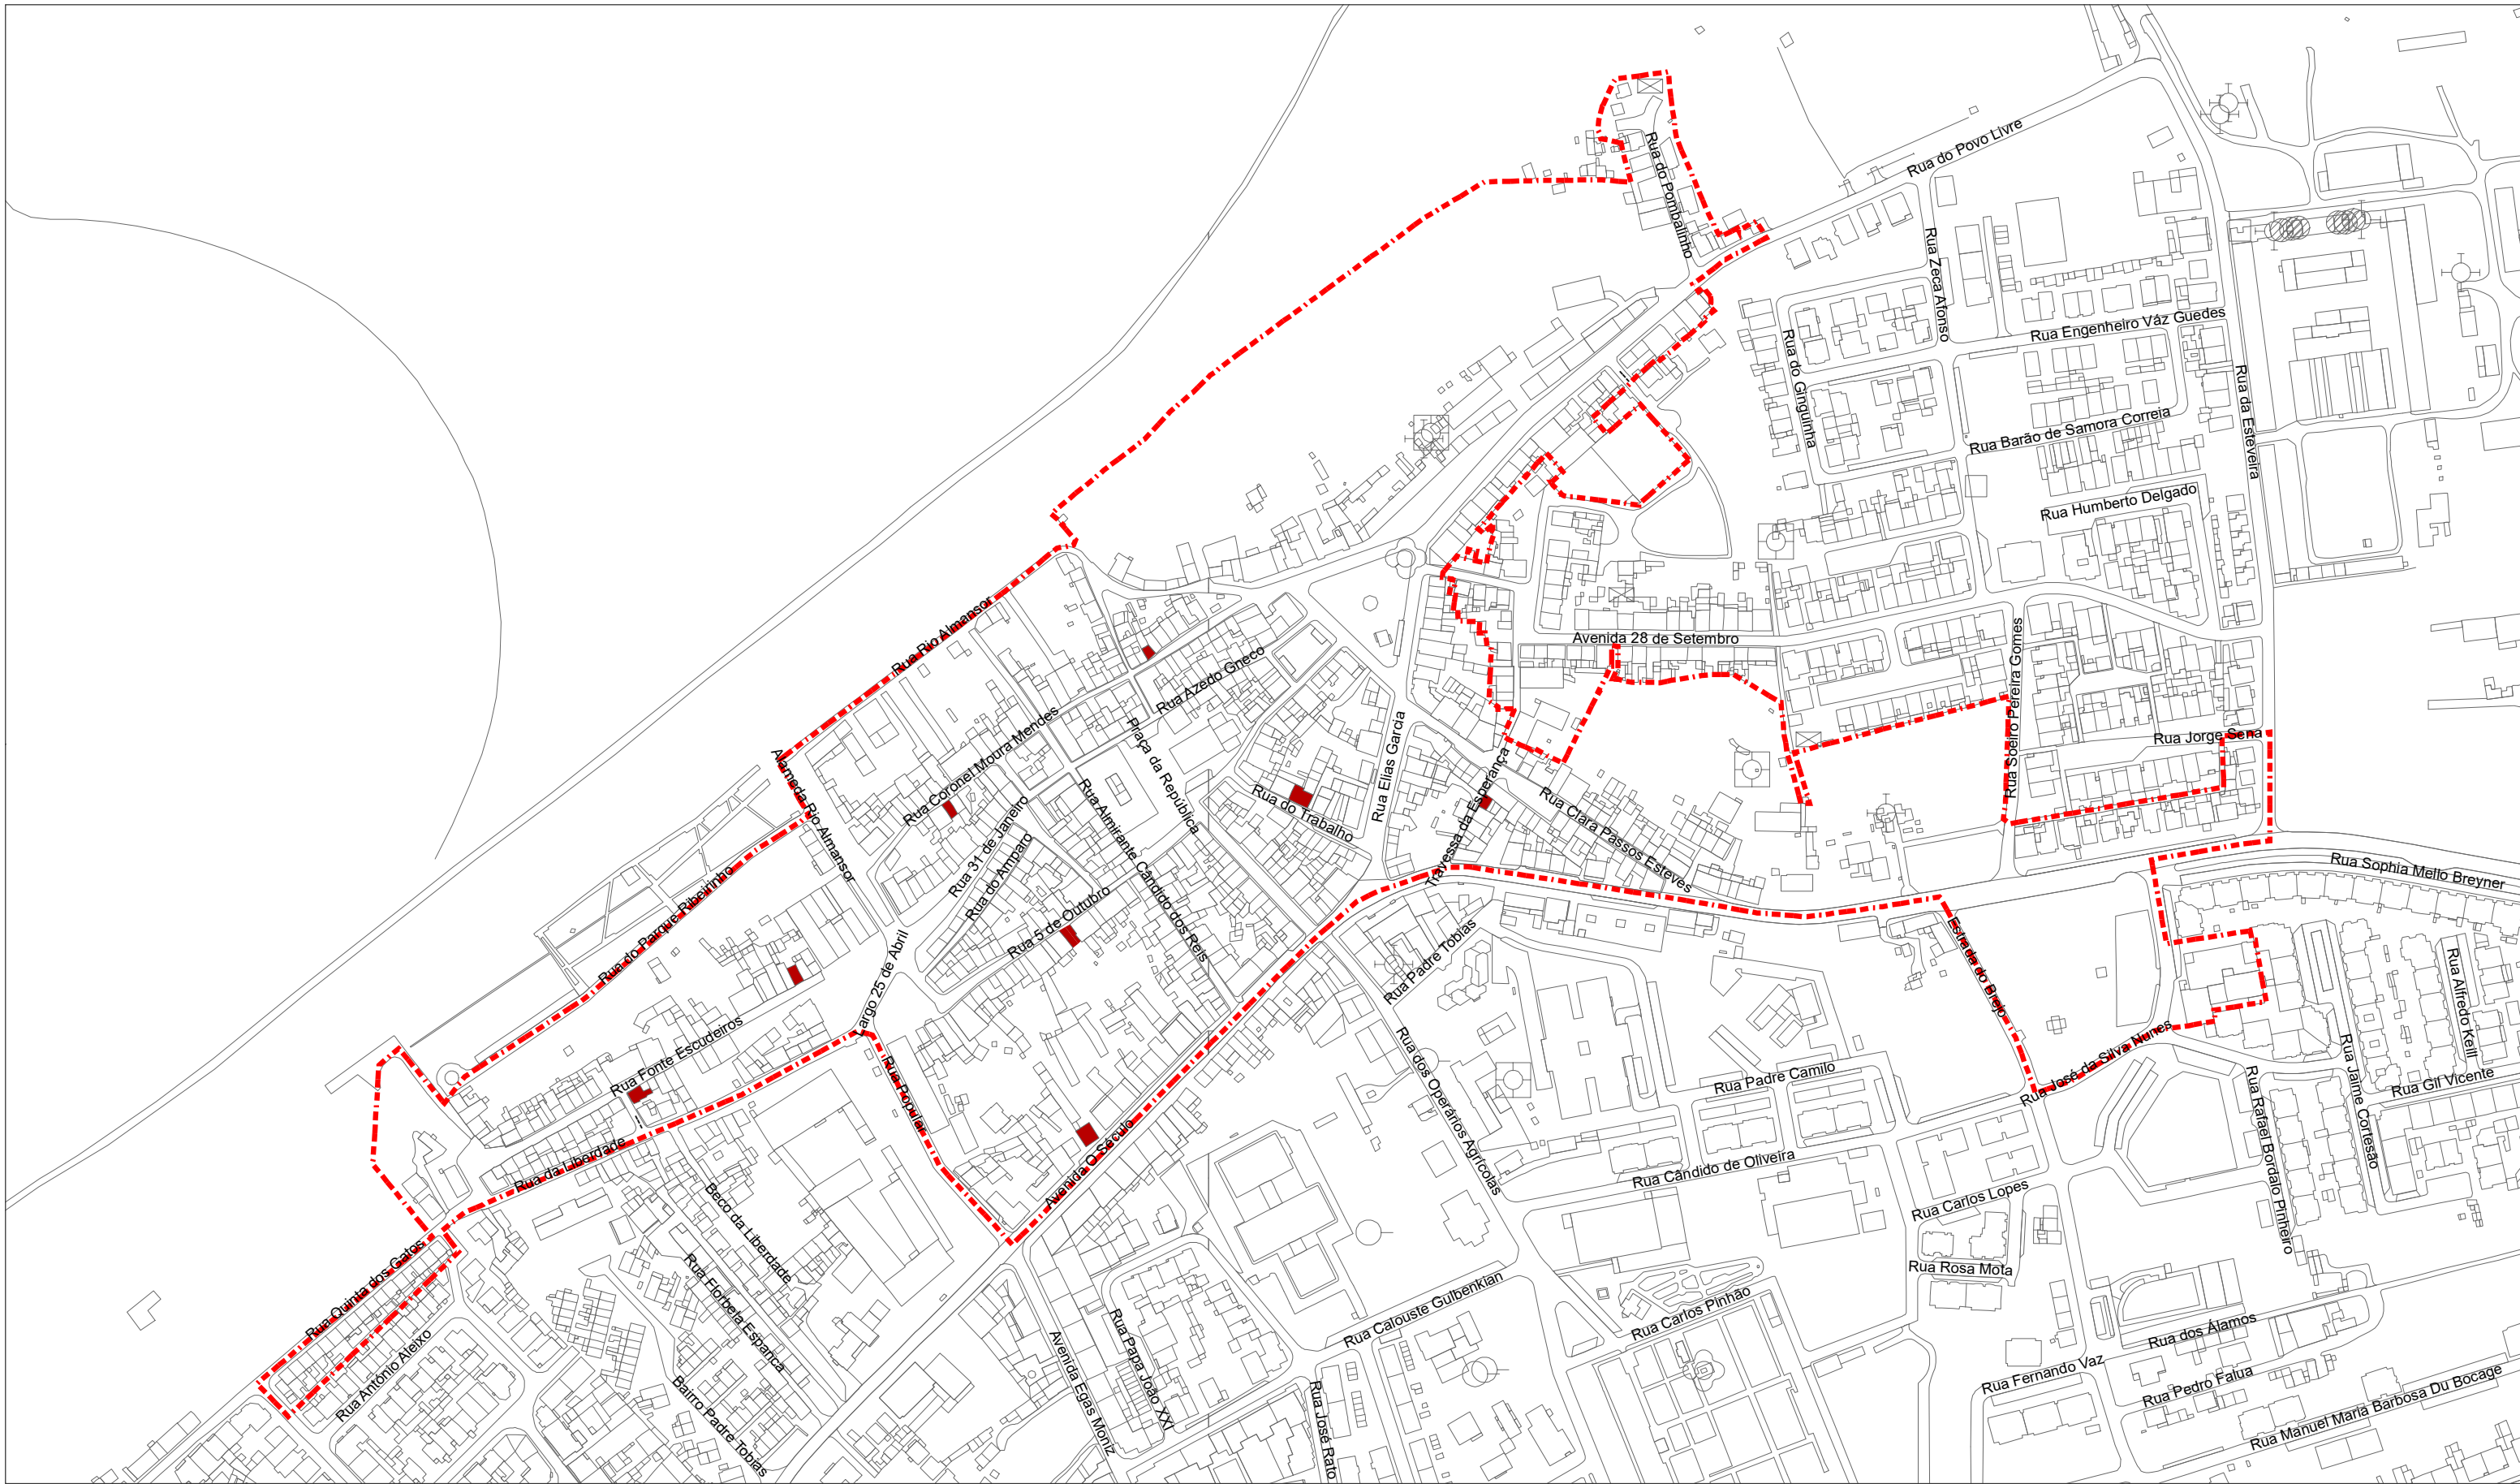 Rua do Povo Livre
Rua do Pombalinho
Rua Zeca Afonso
Rua Engenheiro Váz Guedes
Rua do Ginguinha
Rua da Esteveira
Rua Barão de Samora Correia
Rua Humberto Delgado
Rua Rio Almansor
Avenida 28 de Setembro
Rua Soeiro Pereira Gomes
Rua Azedo Gneco
Rua Jorge Sena
Rua Coronel Moura Mendes
Praça da República
Rua Elias Garcia
Alameda Rio Almansor
Rua do Trabalho
Travessa da Esperança
Rua Clara Passos Esteves
Rua 31 de Janeiro
Rua Almirante Cândido dos Reis
Rua do Amparo
Rua Sophia Mello Breyner
Rua do Parque Ribeirinho
Rua 5 de Outubro
Rua Padre Tobias
Largo 25 de Abril
Estrada do Brejo
Rua Alfredo Keill
Rua Fonte Escudeiros
Rua Populer
Rua dos Operários Agrícolas
Rua Padre Camilo
Rua José da Silva Nunes
Rua Jaime Cortesão
Rua Gil Vicente
Rua Rafael Bordalo Pinheiro
Rua da Liberdade
Avenida O Século
Rua Cândido de Oliveira
Rua Carlos Lopes
Beco da Liberdade
Rua Quinta dos Gatos
Rua Florbela Espanca
Rua Rosa Mota
Rua Calouste Gulbenkian
Rua Carlos Pinhão
Rua António Aleixo
Avenida Egas Moniz
Rua Papa João XXI
Rua dos Álamos
Rua Fernando Vaz
Rua Pedro Falua
Bairro Padre Tobias
Rua José Rato
Rua Manuel Maria Barbosa Du Bocage